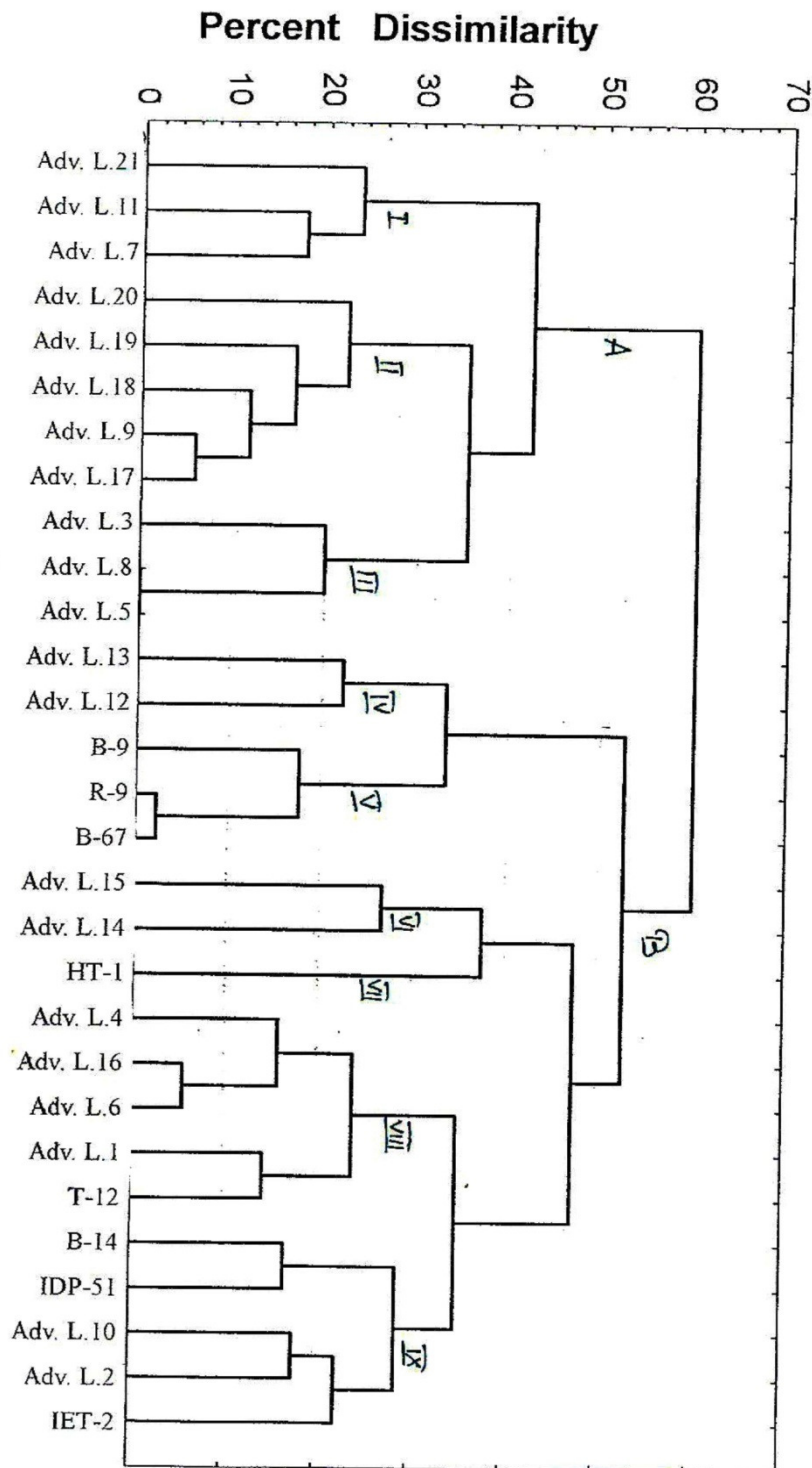 Percent Dissimilarity
0 10 20 30 40 50 60 70
Adv. L.21
Adv. L.11
I
Adv. L.7
Adv. L.20
A
Adv. L.19
II
Adv. L.18
Adv. L.9
Adv. L.17
Adv. L.3
Adv. L.8
III
Adv. L.5
Adv. L.13
Adv. L.12
IV
B-9
R-9
V
B-67
Adv. L.15
Adv. L.14
VI
B
HT-1
VII
Adv. L.4
Adv. L.16
Adv. L.6
VIII
Adv. L.1
T-12
B-14
IDP-51
Adv. L.10
IX
Adv. L.2
IET-2